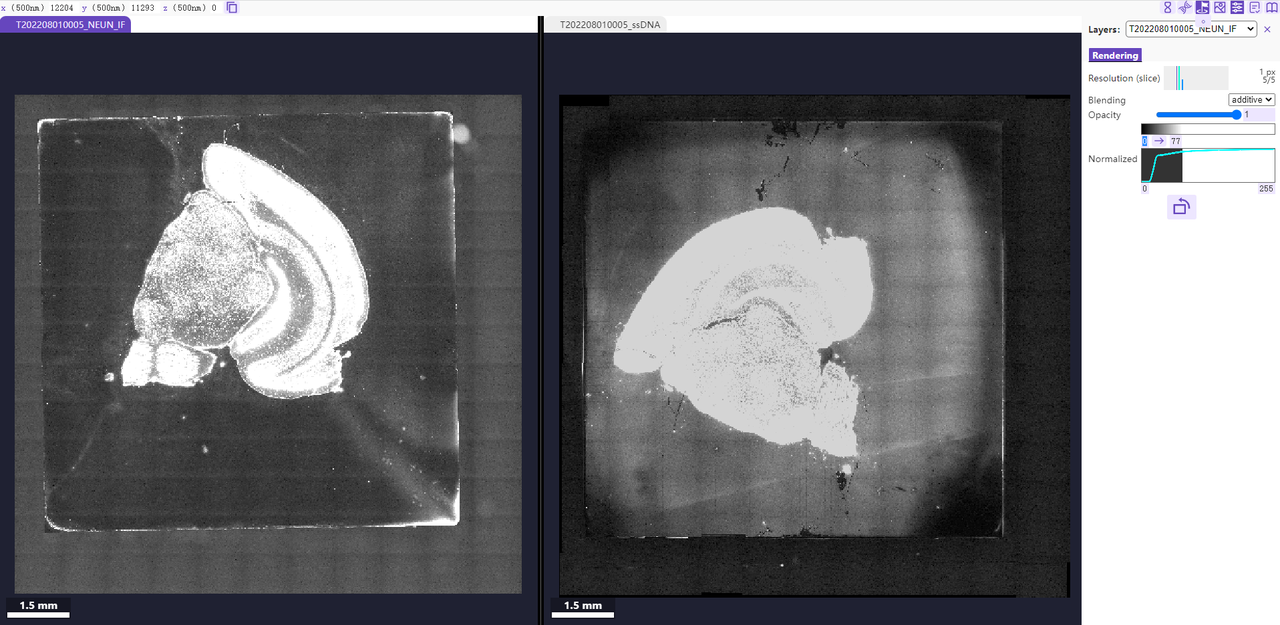 x (500nm) 12204 y (500nm) 11293 z (500nm) 0
T202208010005_NEUN_IF
T202208010005_ssDNA
Layers: T202208010005_NEUN_IF
Rendering
Resolution (slice)
1 px
5/5
Blending additive
Opacity 1
0 → 77
Normalized
0 255
1.5 mm
1.5 mm